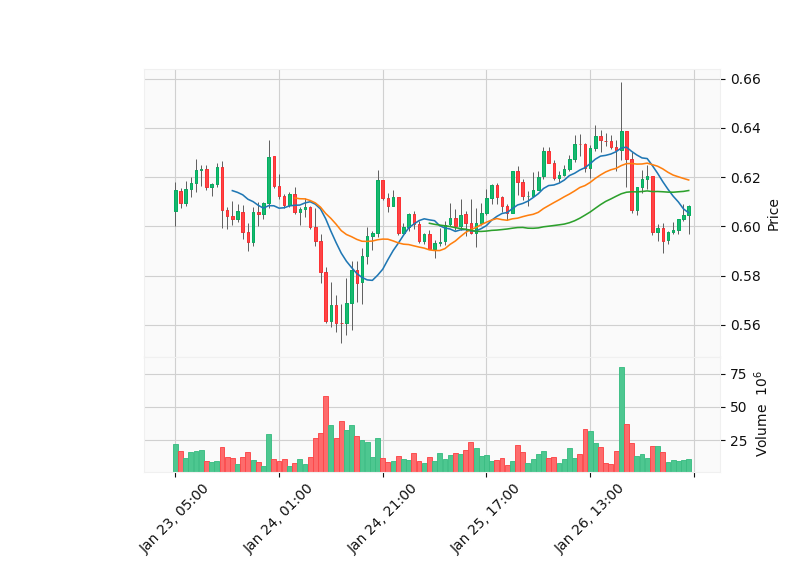 0.66
0.64
0.62
0.60
0.58
0.56
Price
75
50
25
Volume 10⁶
Jan 23, 05:00
Jan 24, 01:00
Jan 24, 21:00
Jan 25, 17:00
Jan 26, 13:00